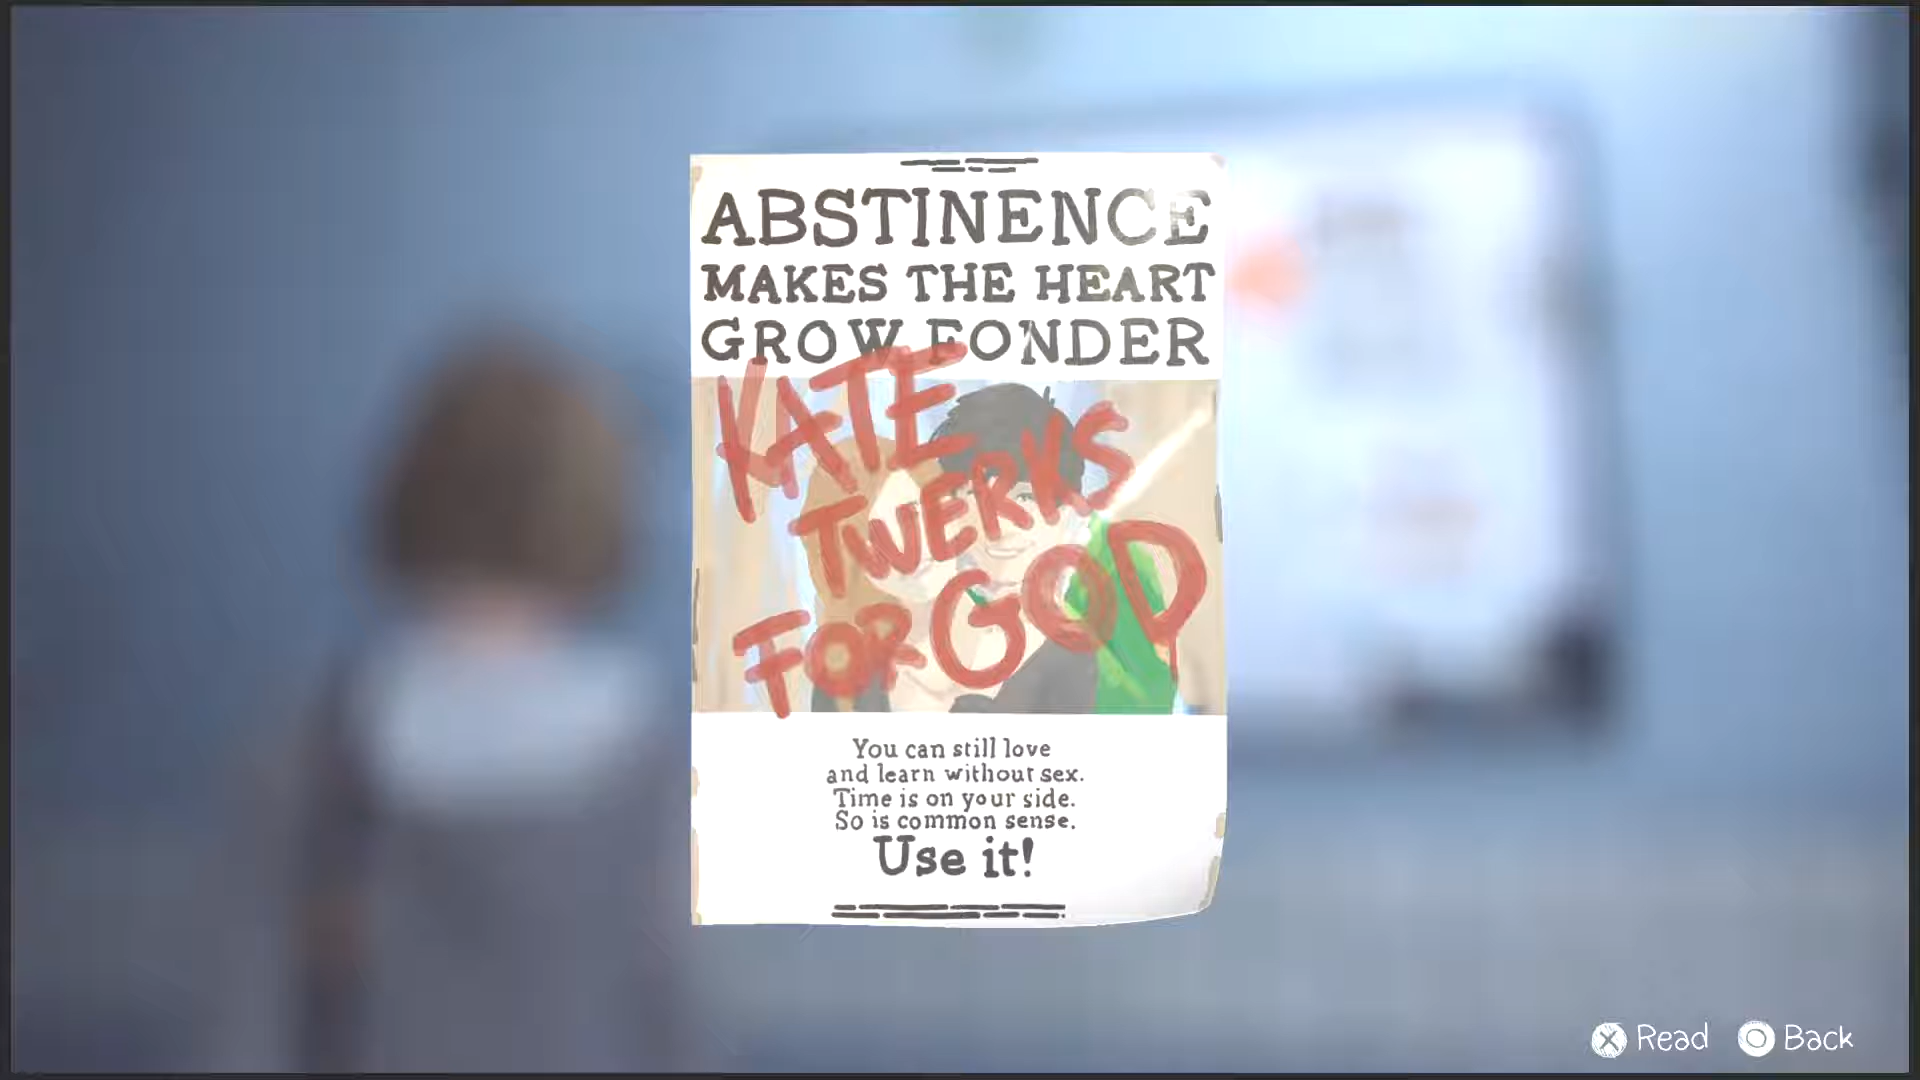 ABSTINENCE
MAKES THE HEART
GROW FONDER
KATE
TWERKS
FOR GOD
You can still love
and learn without sex.
Time is on your side.
So is common sense.
Use it!
Read Back